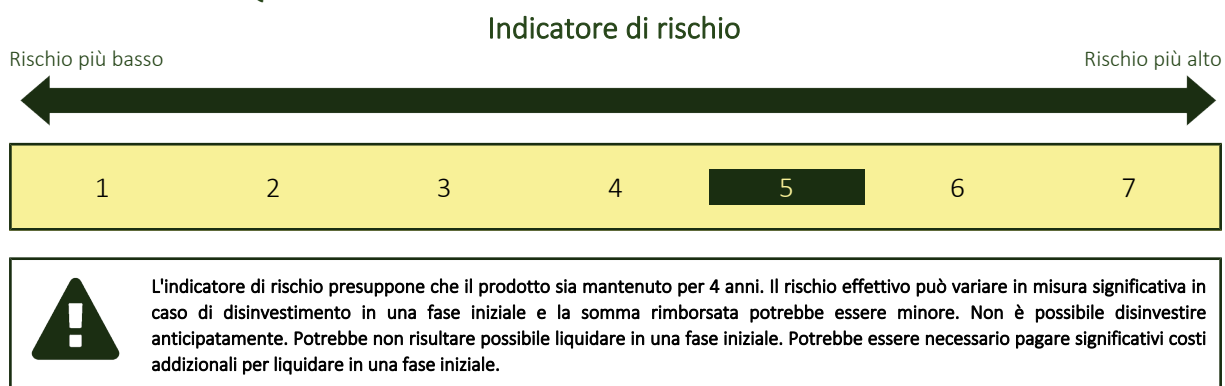 Indicatore di rischio
Rischio più basso
Rischio più alto
1 2 3 4 5 6 7
L'indicatore di rischio presuppone che il prodotto sia mantenuto per 4 anni. Il rischio effettivo può variare in misura significativa in
caso di disinvestimento in una fase iniziale e la somma rimborsata potrebbe essere minore. Non è possibile disinvestire
anticipatamente. Potrebbe non risultare possibile liquidare in una fase iniziale. Potrebbe essere necessario pagare significativi costi
addizionali per liquidare in una fase iniziale.